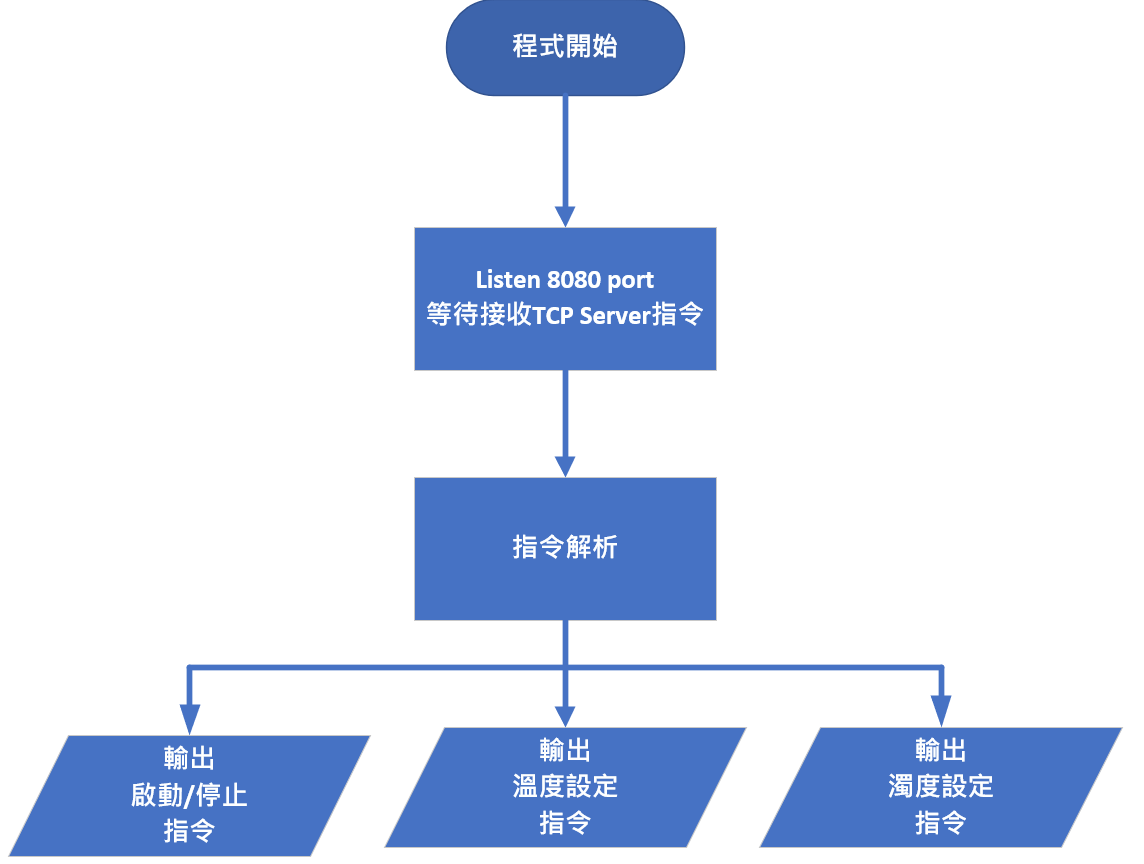 程式開始
Listen 8080 port
等待接收TCP Server指令
指令解析
輸出
啟動/停止
指令
輸出
溫度設定
指令
輸出
濁度設定
指令